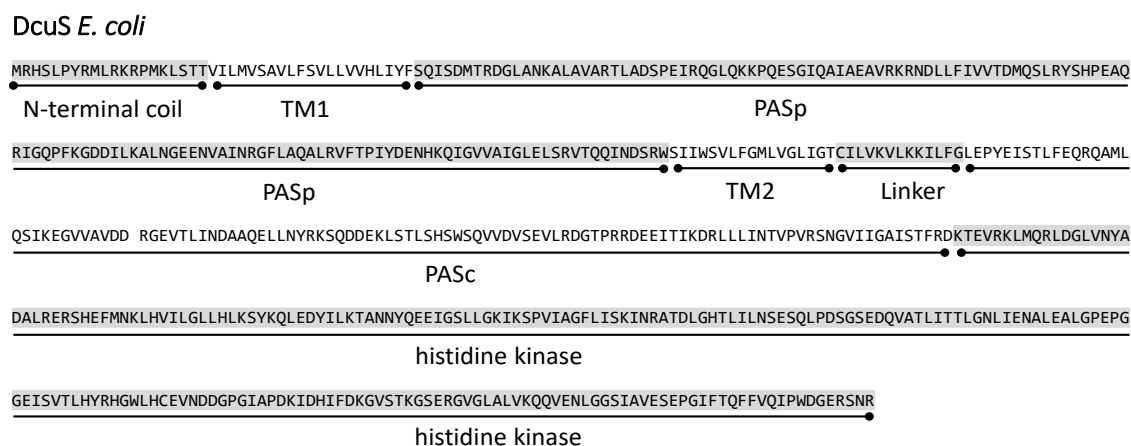 DcuS E. coli
MRHSLPYRMLRKRPMKLSTTVILMVSAVLFSVLLVVHLIYFSQISDMTRDGLANKALAVARTLADSPEIRQGLQKKPQESGIQAIAEAVRKRNDLLFIVVTDMQSLRYSHPEAQ
N-terminal coil TM1 PASp
RIGQPFKGDDILKALNGEENVAINRGFLAQALRVFTPIYDENHKQIGVVAIGLELSRVTQQINDSRWSIIWSVLFGMLVGLIGTCILVKVLKKILFGLEPYEISTLFEQRQAML
PASp TM2 Linker
QSIKEGVVAVDD RGEVTLINDAAQELLNYRKSQDDEKLSTLSHSWSQVVDVSEVLRDGTPRRDEEITIKDRLLLINTVPVRSNGVIIGAISTFRDKTEVRKLMQRLDGLVNYA
PASc
DALRERSHEFMNKLHVILGLLHLKSYKQLEDYILKTANNYQEEIGSLLGKIKSPVIAGFLISKINRATDLGHTLILNSESQLPDSGSEDQVATLITTLGNLIENALEALGPEPG
histidine kinase
GEISVTLHYRHGWLHCEVNDDGPGIAPDKIDHIFDKGVSTKGSERGVGLALVKQQVENLGGSIAVESEPGIFTQFFVQIPWDGERSNR
histidine kinase